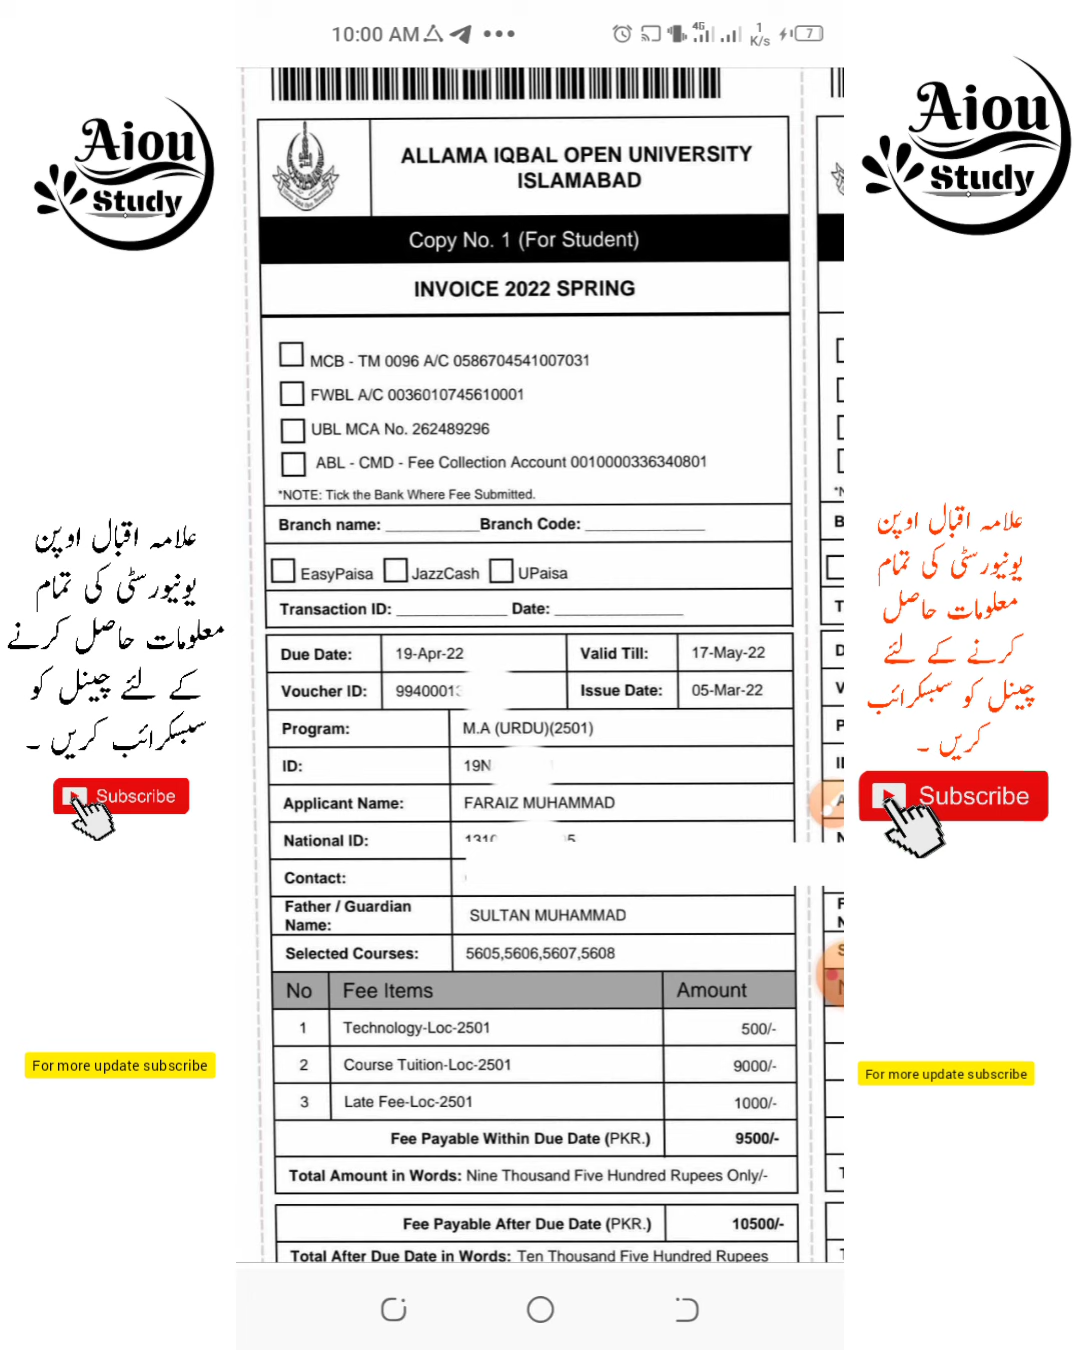 10:00 AM
4G
1
K/s
7
Aiou
Study
Aiou
Study
ALLAMA IQBAL OPEN UNIVERSITY
ISLAMABAD
Copy No. 1 (For Student)
INVOICE 2022 SPRING
MCB - TM 0096 A/C 0586704541007031
FWBL A/C 0036010745610001
UBL MCA No. 262489296
ABL - CMD - Fee Collection Account 0010000336340801
*NOTE: Tick the Bank Where Fee Submitted.
Branch name: Branch Code:
EasyPaisa JazzCash UPaisa
Transaction ID: Date:
Due Date: 19-Apr-22 Valid Till: 17-May-22
Voucher ID: 9940001 Issue Date: 05-Mar-22
Program: M.A (URDU)(2501)
ID: 19N
Applicant Name: FARAIZ MUHAMMAD
National ID:
Contact:
Father / Guardian
Name: SULTAN MUHAMMAD
Selected Courses: 5605,5606,5607,5608
No Fee Items Amount
1 Technology-Loc-2501 500/-
2 Course Tuition-Loc-2501 9000/-
3 Late Fee-Loc-2501 1000/-
Fee Payable Within Due Date (PKR.) 9500/-
Total Amount in Words: Nine Thousand Five Hundred Rupees Only/-
Fee Payable After Due Date (PKR.) 10500/-
Total After Due Date in Words: Ten Thousand Five Hundred Rupees
علامہ اقبال اوپن
یونیورسٹی کی تمام
معلومات حاصل کرنے
کے لئے چینل کو
سبسکرائب کریں ۔
Subscribe
For more update subscribe
علامہ اقبال اوپن
یونیورسٹی کی تمام
معلومات حاصل
کرنے کے لئے
چینل کو سبسکرائب
کریں ۔
Subscribe
For more update subscribe